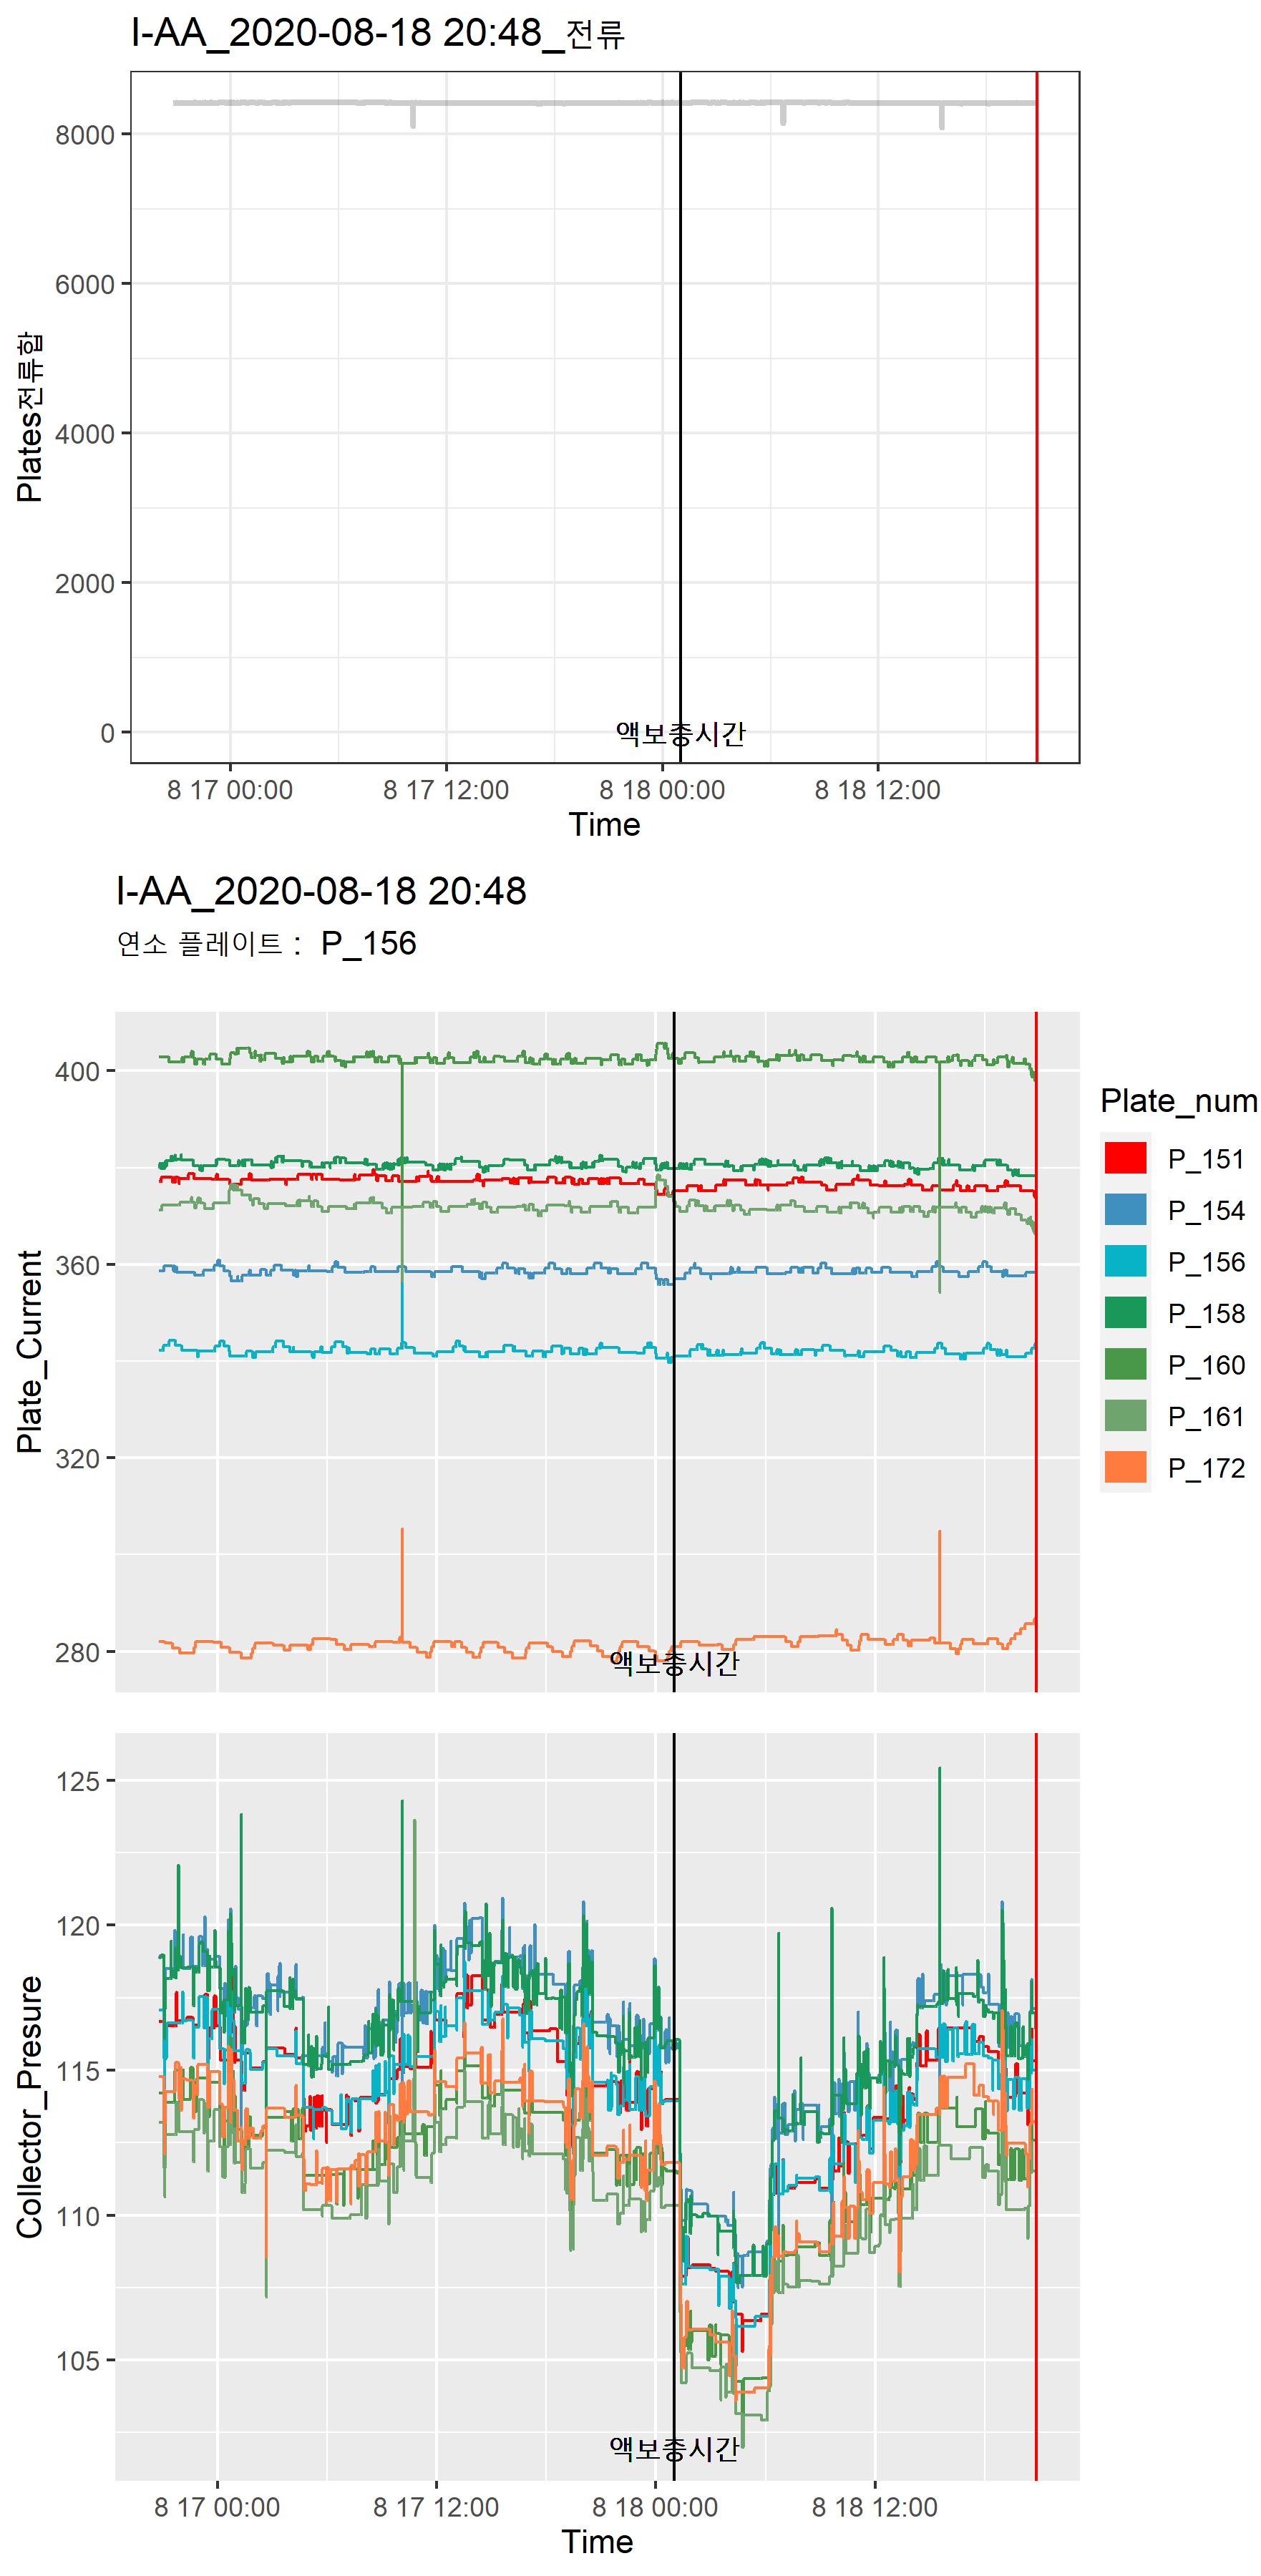 I-AA_2020-08-18 20:48_전류
8000
6000
4000
2000
0
Plates전류합
액보충시간
8 17 00:00
8 17 12:00
8 18 00:00
8 18 12:00
Time
I-AA_2020-08-18 20:48
연소 플레이트 : P_156
400
360
320
280
Plate_Current
액보충시간
Plate_num
P_151
P_154
P_156
P_158
P_160
P_161
P_172
125
120
115
110
105
Collector_Presure
액보충시간
8 17 00:00
8 17 12:00
8 18 00:00
8 18 12:00
Time